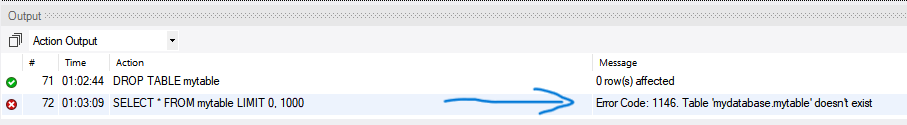 Output
Action Output
# Time Action Message
71 01:02:44 DROP TABLE mytable 0 row(s) affected
72 01:03:09 SELECT * FROM mytable LIMIT 0, 1000 Error Code: 1146. Table 'mydatabase.mytable' doesn't exist